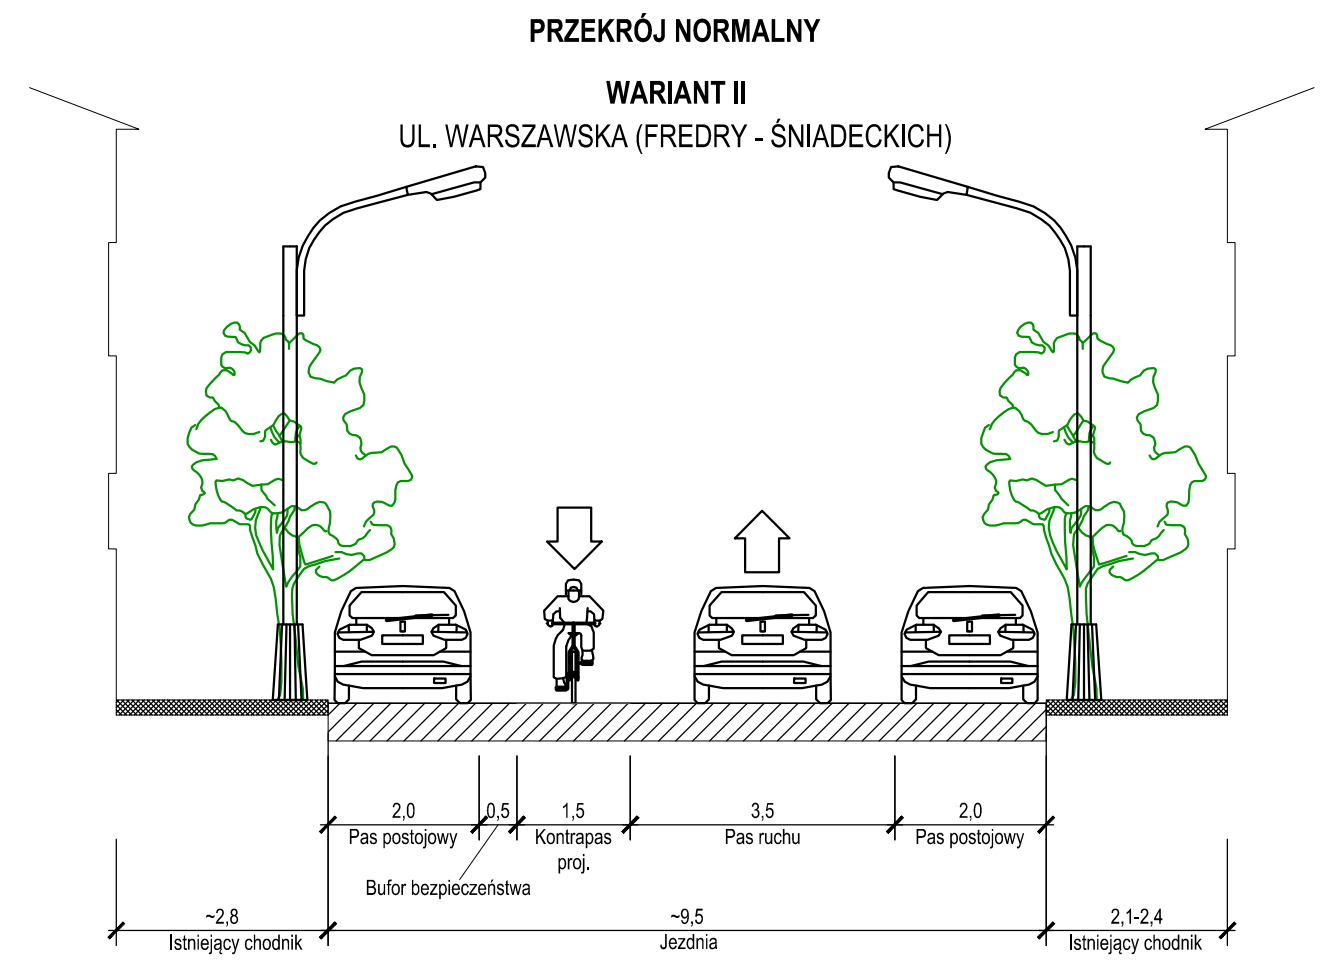 PRZEKRÓJ NORMALNY
WARIANT II
UL. WARSZAWSKA (FREDRY - ŚNIADECKICH)
2,0
0,5
1,5
3,5
2,0
Pas postojowy
Kontrapas
proj.
Pas ruchu
Pas postojowy
Bufor bezpieczeństwa
~2,8
~9,5
2,1-2,4
Istniejący chodnik
Jezdnia
Istniejący chodnik